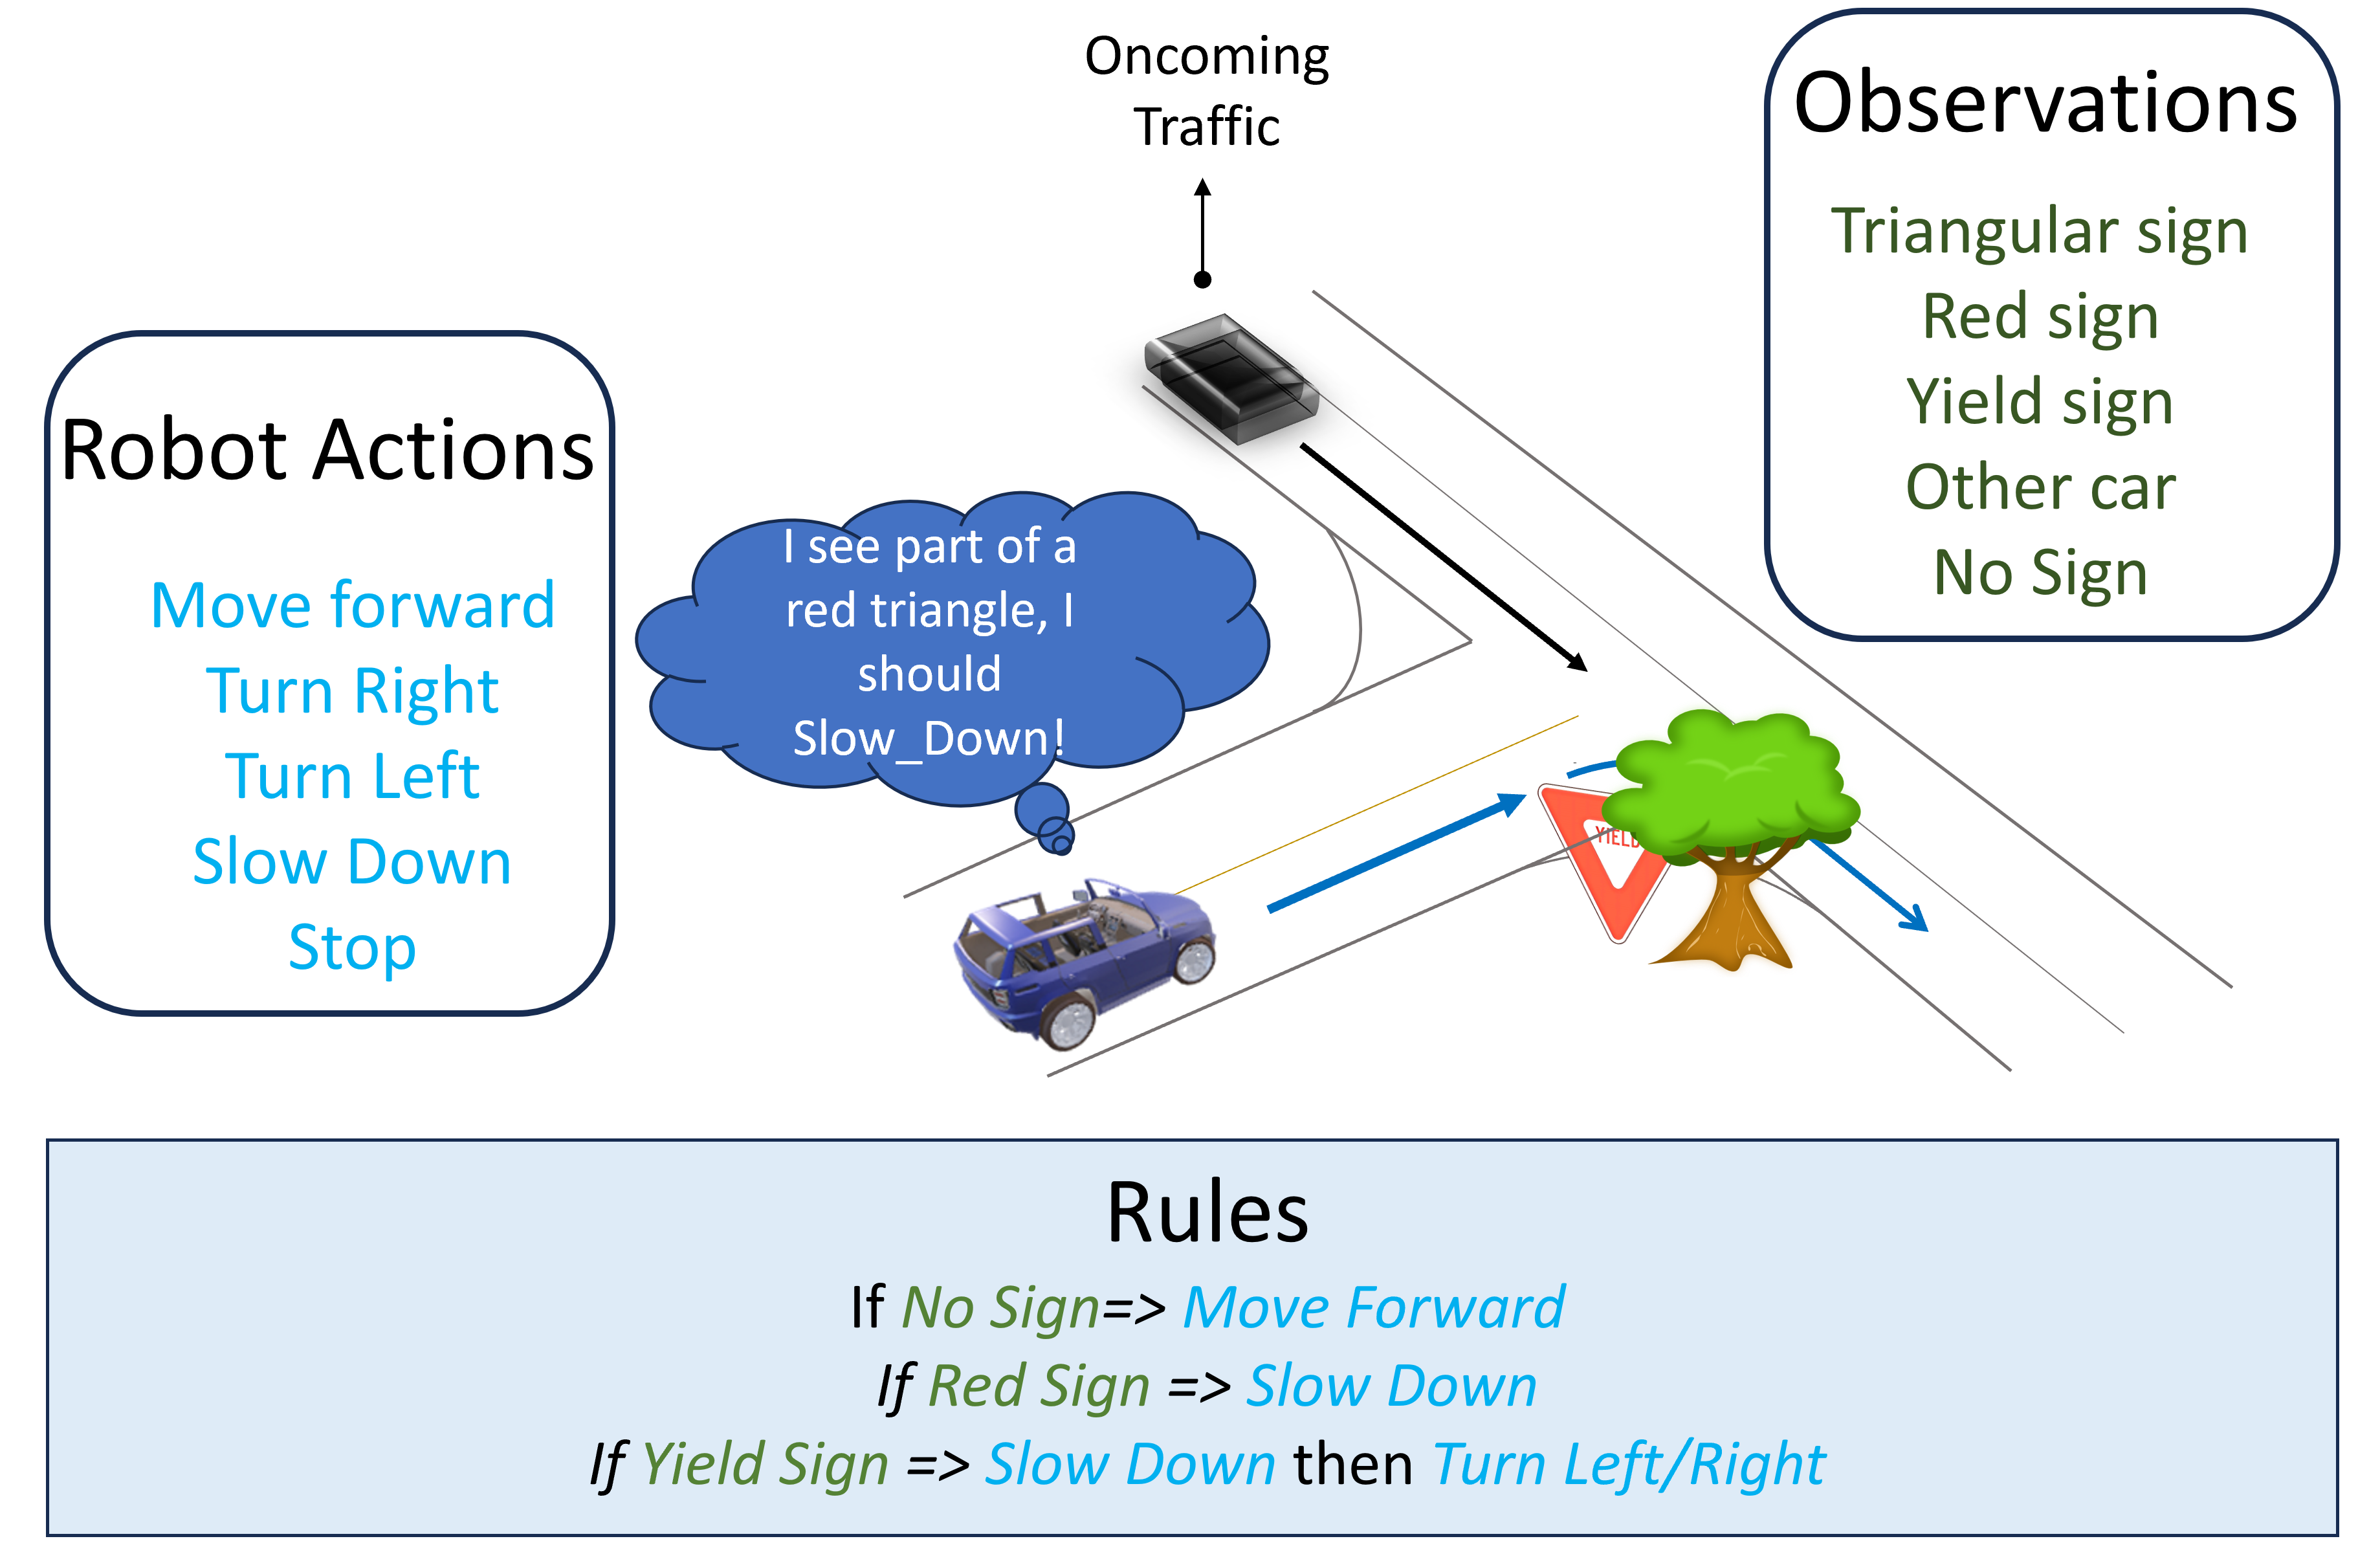 Oncoming
Traffic
Observations
Triangular sign
Red sign
Yield sign
Other car
No Sign
Robot Actions
Move forward
Turn Right
Turn Left
Slow Down
Stop
I see part of a
red triangle, I
should
Slow_Down!
YIELD
Rules
If No Sign=> Move Forward
If Red Sign => Slow Down
If Yield Sign => Slow Down then Turn Left/Right